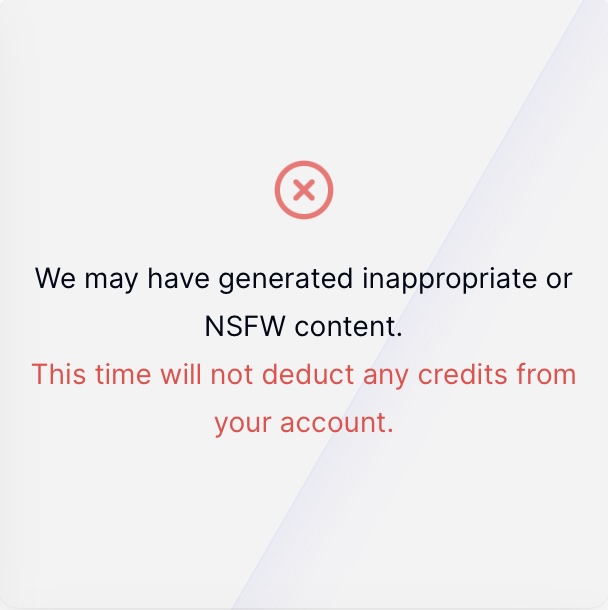 We may have generated inappropriate or
NSFW content.
This time will not deduct any credits from
your account.